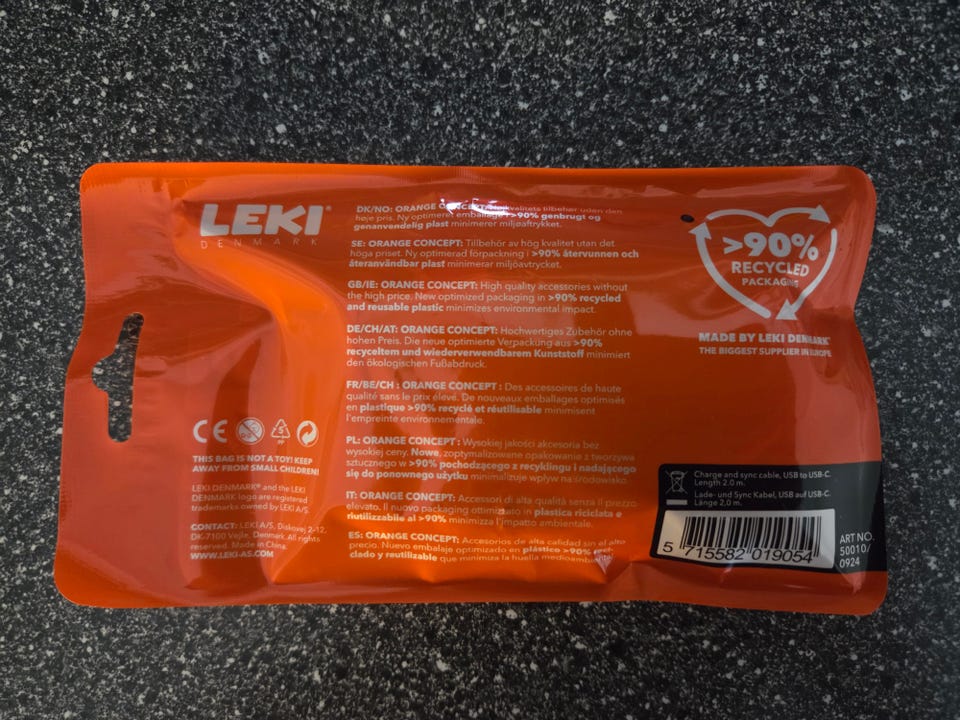 LEKI®
DENMARK
DK/NO: ORANGE CONCEPT: Højkvalitets tilbehør uden den
høje pris. Ny optimeret emballage i >90% genbrugt og
genanvendelig plast minimerer miljøaftrykket.
SE: ORANGE CONCEPT: Tillbehör av hög kvalitet utan det
höga priset. Ny optimerad förpackning i >90% återvunnen och
återanvändbar plast minimerar miljöavtrycket.
GB/IE: ORANGE CONCEPT: High quality accessories without
the high price. New optimized packaging in >90% recycled
and reusable plastic minimizes environmental impact.
DE/CH/AT: ORANGE CONCEPT: Hochwertiges Zubehör ohne
hohen Preis. Die neue optimierte Verpackung aus >90%
recyceltem und wiederverwendbarem Kunststoff minimiert
den ökologischen Fußabdruck.
FR/BE/CH : ORANGE CONCEPT : Des accessoires de haute
qualité sans le prix élevé. De nouveaux emballages optimisés
en plastique >90% recyclé et réutilisable minimisent
l'empreinte environnementale.
PL: ORANGE CONCEPT : Wysokiej jakości akcesoria bez
wysokiej ceny. Nowe, zoptymalizowane opakowanie z tworzywa
sztucznego w >90% pochodzącego z recyklingu i nadającego
się do ponownego użytku minimalizuje wpływ na środowisko.
IT: ORANGE CONCEPT: Accessori di alta qualità senza il prezzo
elevato. Il nuovo packaging optimizzato in plastica riciclata e
riutilizzabile al >90% minimizza l'impatto ambientale.
ES: ORANGE CONCEPT: Accesorios de alta calidad sin el alto
precio. Nuevo embalaje optimizado en plástico >90% reci-
clado y reutilizable que minimiza la huella medioambiental.
CE
5
PP
THIS BAG IS NOT A TOY! KEEP
AWAY FROM SMALL CHILDREN!
LEKI DENMARK® and the LEKI
DENMARK logo are registered
trademarks owned by LEKI A/S.
CONTACT: LEKI A/S, Diskovej 2-12,
DK-7100 Vejle, Denmark. All rights
reserved. Made in China.
WWW.LEKI-AS.COM
>90%
RECYCLED
PACKAGING
MADE BY LEKI DENMARK®
THE BIGGEST SUPPLIER IN EUROPE
Charge and sync cable, USB to USB-C.
Length 2.0 m.
Lade- und Sync Kabel, USB auf USB-C.
Länge 2,0 m.
5 715582 019054
ART NO.
50010/
0924